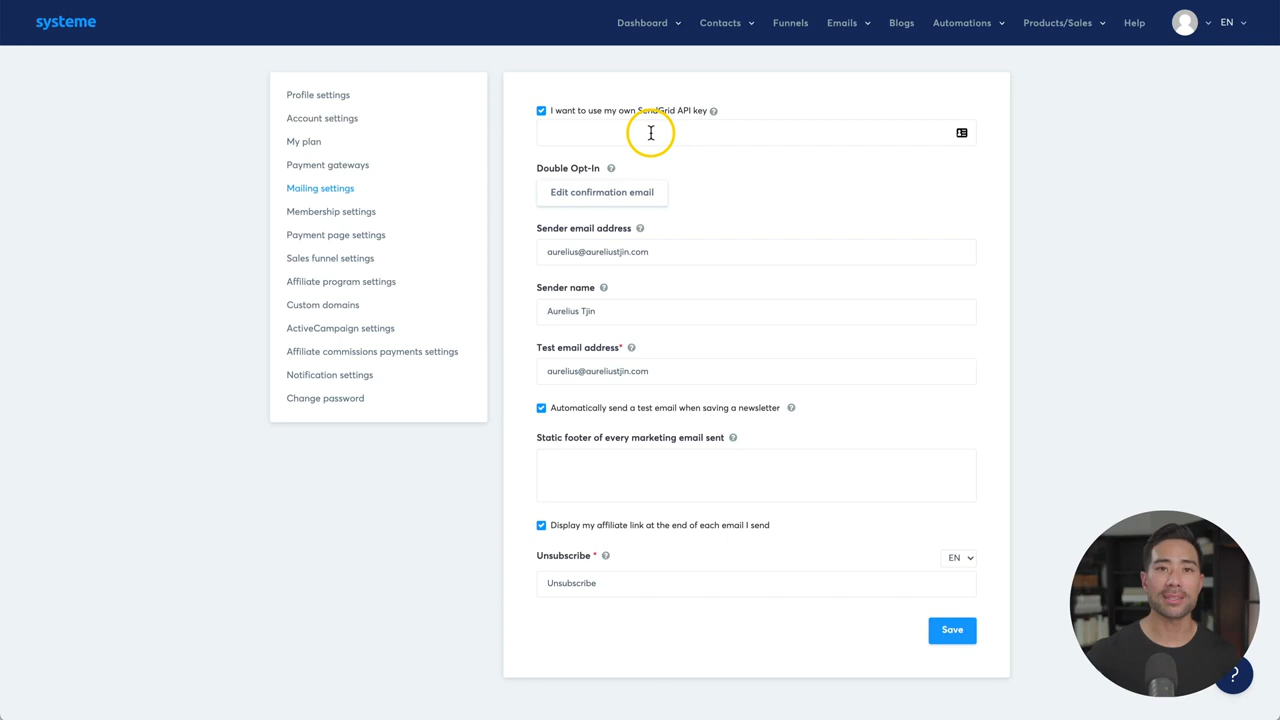 systeme
Dashboard Contacts Funnels Emails Blogs Automations Products/Sales Help EN
Profile settings
Account settings
My plan
Payment gateways
Mailing settings
Membership settings
Payment page settings
Sales funnel settings
Affiliate program settings
Custom domains
ActiveCampaign settings
Affiliate commissions payments settings
Notification settings
Change password
I want to use my own SendGrid API key ?
Double Opt-In ?
Edit confirmation email
Sender email address ?
aurelius@aureliustjin.com
Sender name ?
Aurelius Tjin
Test email address* ?
aurelius@aureliustjin.com
Automatically send a test email when saving a newsletter ?
Static footer of every marketing email sent ?
Display my affiliate link at the end of each email I send
Unsubscribe * ? EN
Unsubscribe
Save
?